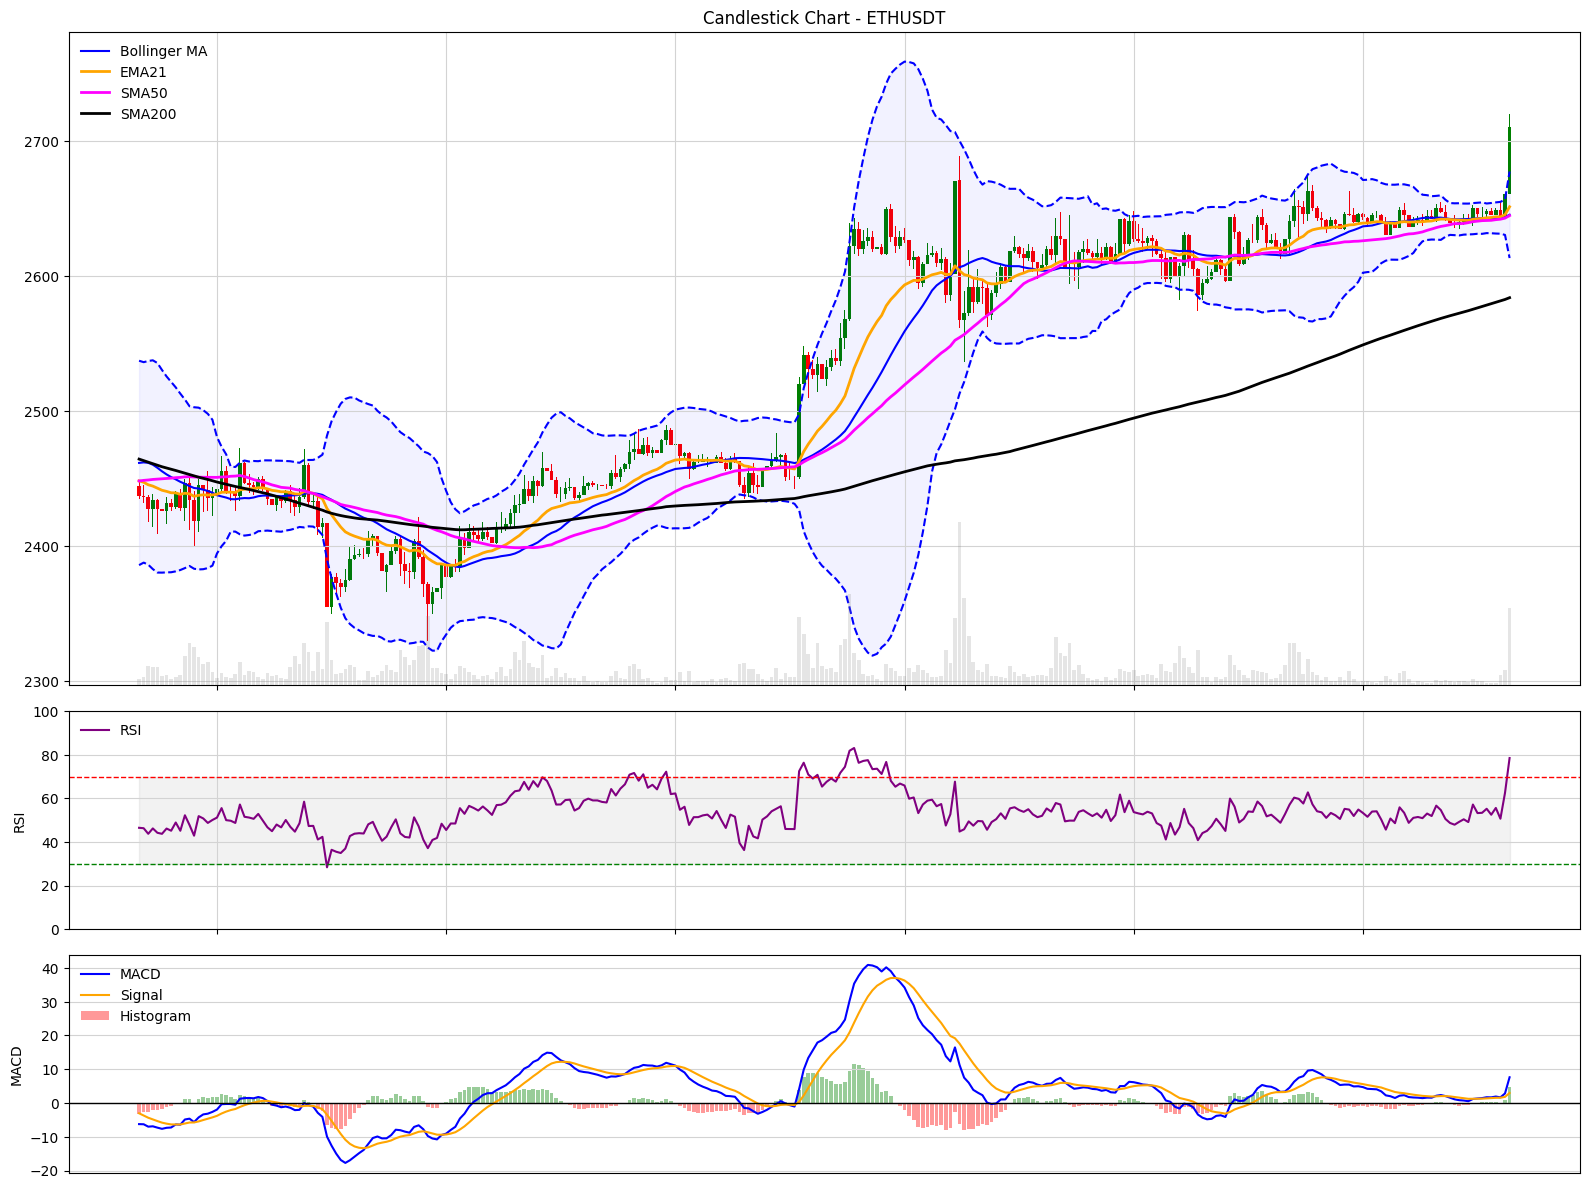 Candlestick Chart - ETHUSDT
Bollinger MA
EMA21
SMA50
SMA200
2700
2600
2500
2400
2300
RSI
RSI
100
80
60
40
20
0
MACD
Signal
Histogram
MACD
40
30
20
10
0
−10
−20